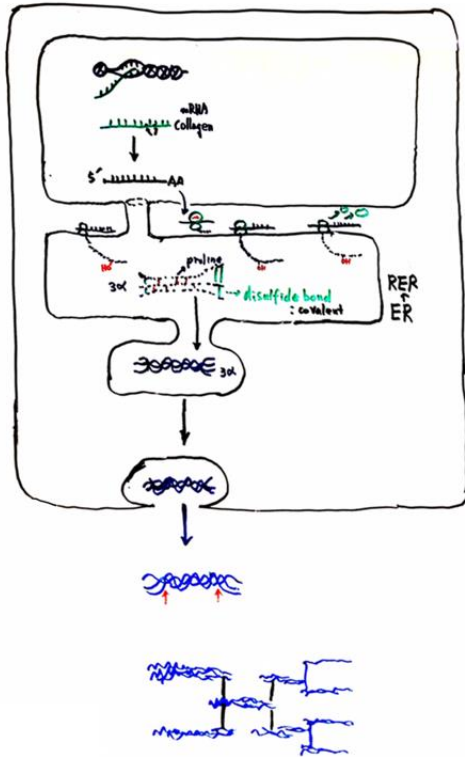 mRNA
Collagen
5' AA
proline
3α
disulfide bond
: covalent
RER
ER
3α